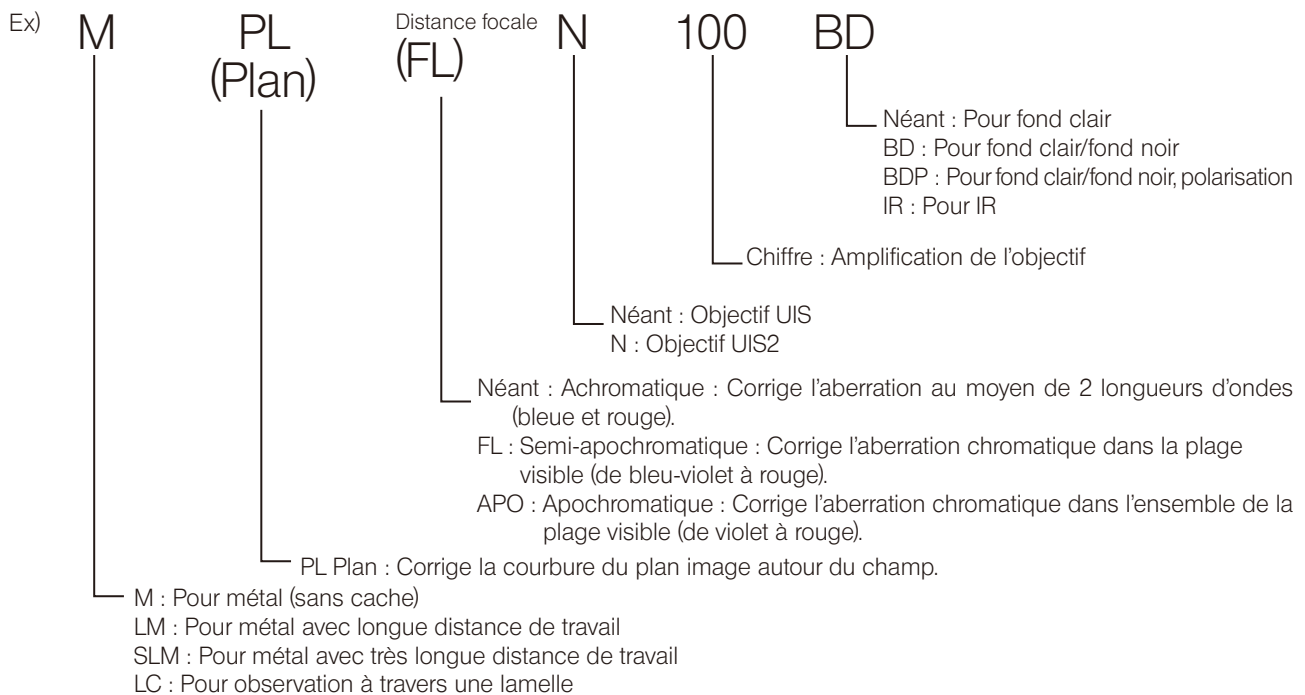 Ex) M PL Distance focale N 100 BD
(Plan) (FL)
Néant : Pour fond clair
BD : Pour fond clair/fond noir
BDP : Pour fond clair/fond noir, polarisation
IR : Pour IR
Chiffre : Amplification de l’objectif
Néant : Objectif UIS
N : Objectif UIS2
Néant : Achromatique : Corrige l’aberration au moyen de 2 longueurs d’ondes
(bleue et rouge).
FL : Semi-apochromatique : Corrige l’aberration chromatique dans la plage
visible (de bleu-violet à rouge).
APO : Apochromatique : Corrige l’aberration chromatique dans l’ensemble de la
plage visible (de violet à rouge).
PL Plan : Corrige la courbure du plan image autour du champ.
M : Pour métal (sans cache)
LM : Pour métal avec longue distance de travail
SLM : Pour métal avec très longue distance de travail
LC : Pour observation à travers une lamelle